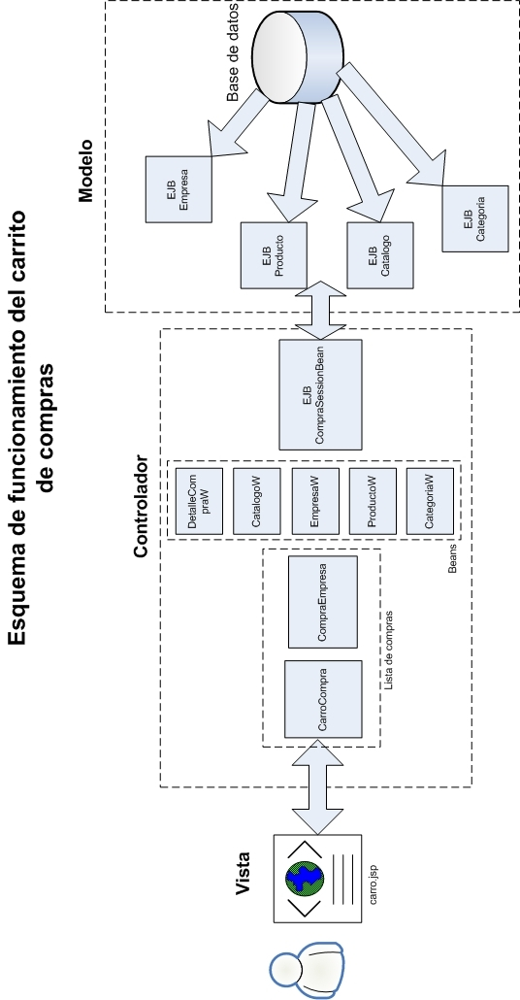 Esquema de funcionamiento del carrito
de compras
Vista
carro.jsp
Controlador
CarroCompra
CompraEmpresa
Lista de compras
DetalleCom
praW
CatalogoW
EmpresaW
ProductoW
CategoriaW
Beans
EJB
CompraSessionBean
Modelo
EJB
Empresa
EJB
Producto
EJB
Catalogo
EJB
Categoria
Base de datos